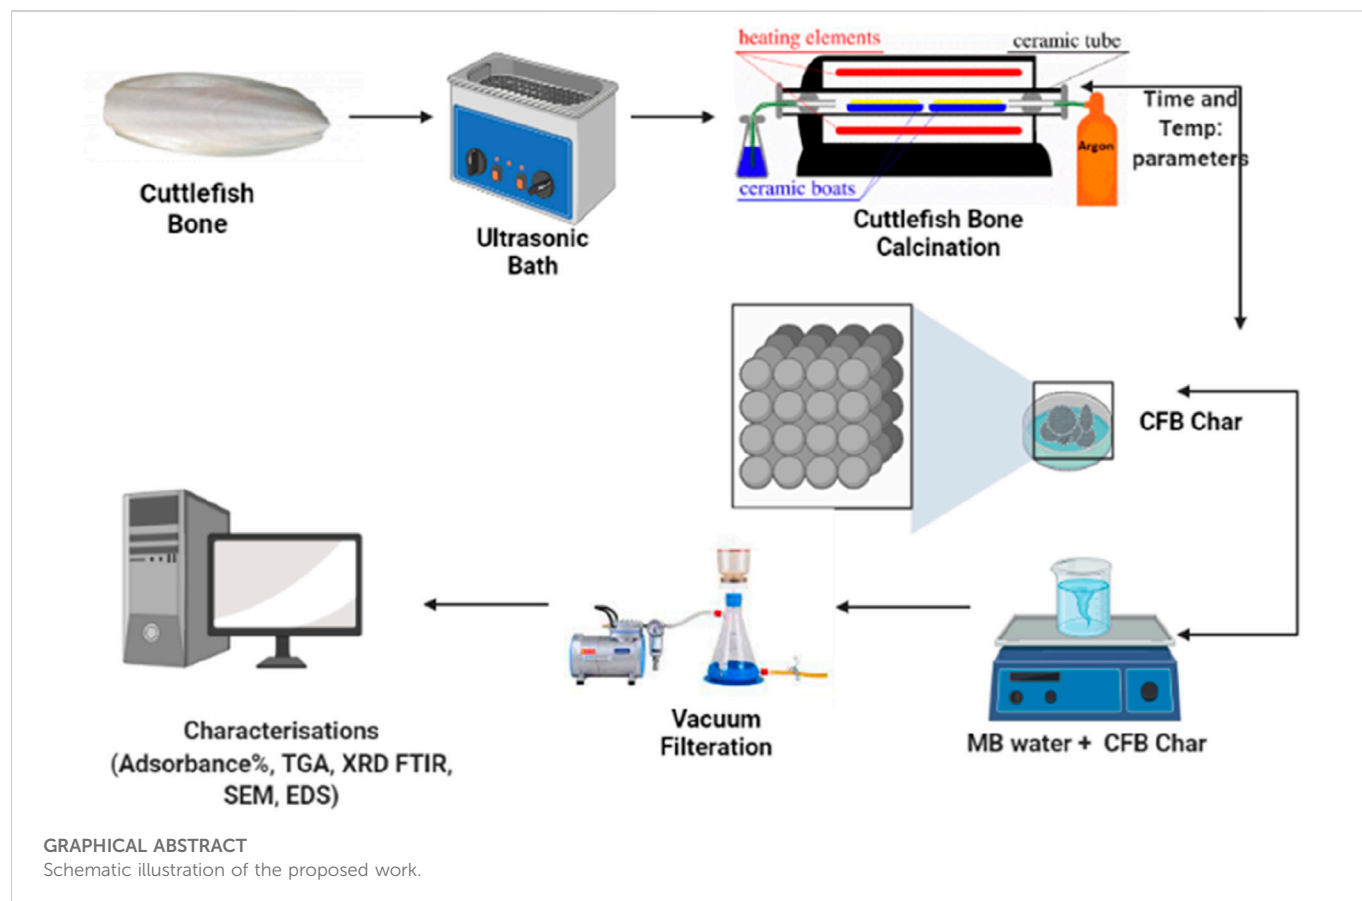 heating elements
ceramic tube
Time and
Temp:
parameters
Argon
ceramic boats
Cuttlefish
Bone
Ultrasonic
Bath
Cuttlefish Bone
Calcination
CFB Char
MB water + CFB Char
Vacuum
Filteration
Characterisations
(Adsorbance%, TGA, XRD FTIR,
SEM, EDS)
GRAPHICAL ABSTRACT
Schematic illustration of the proposed work.